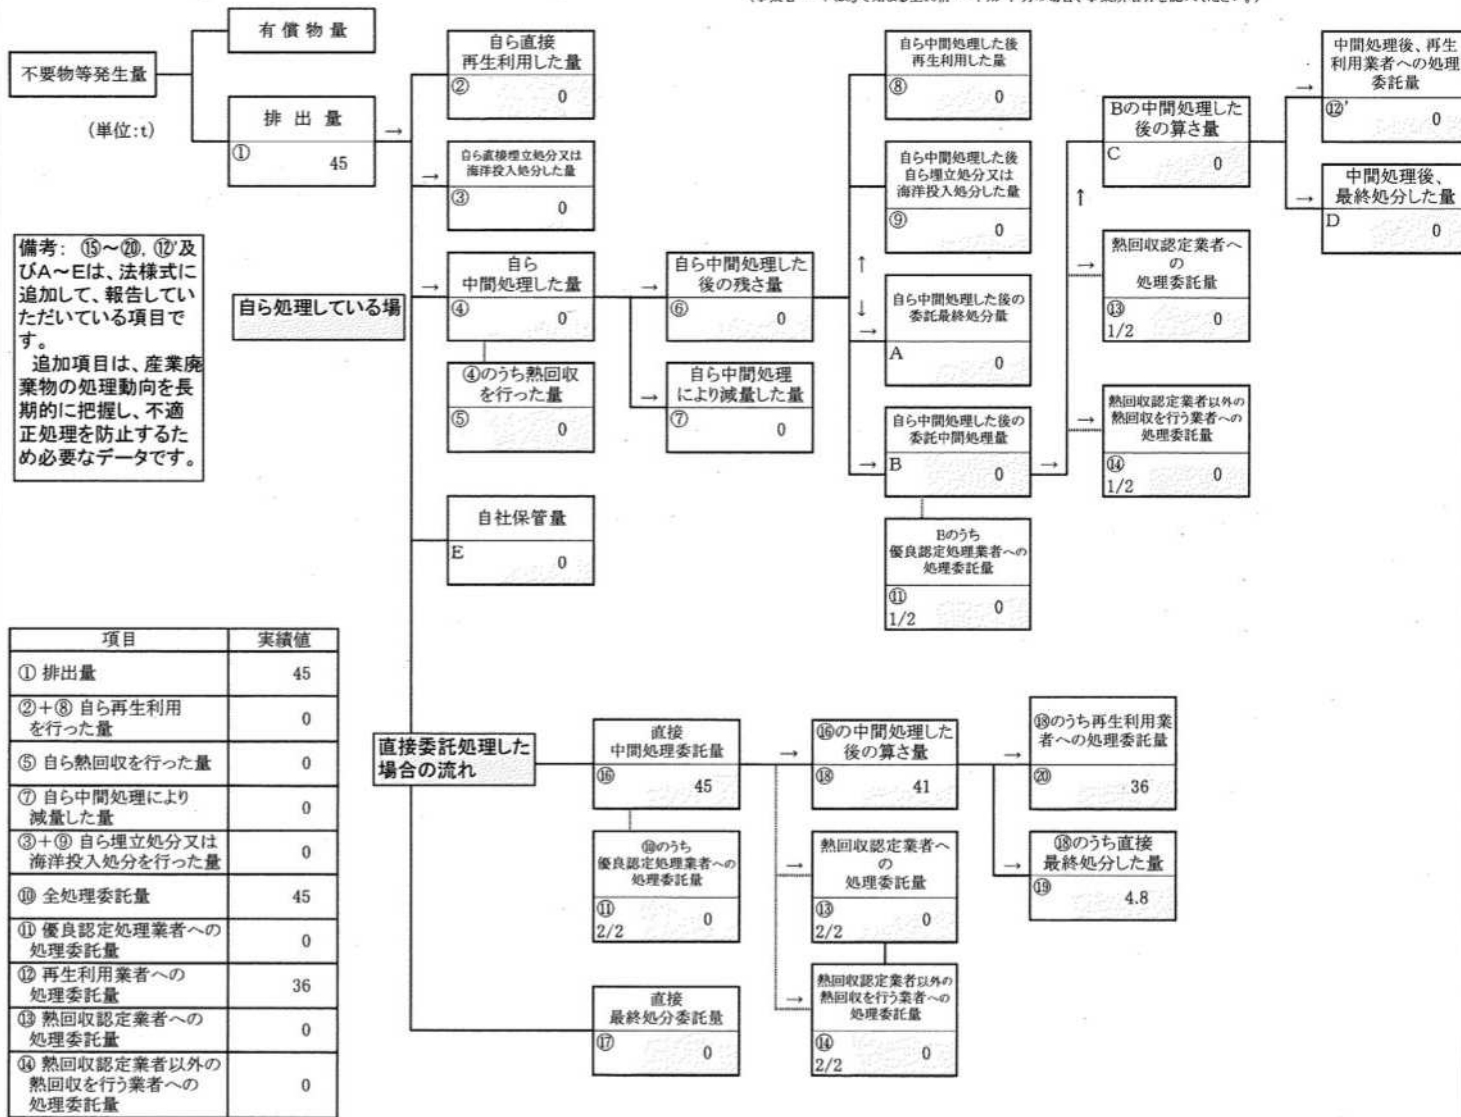 有償物量
不要物等発生量
(単位:t)
排出量
①
45
備考: ⑮~⑳, ⑫'及
びA~Eは、法様式に
追加して、報告してい
ただいている項目で
す。
追加項目は、産業廃
棄物の処理動向を長
期的に把握し、不適
正処理を防止するた
め必要なデータです。
自ら処理している場
自ら直接
再生利用した量
②
0
自ら直接埋立処分又は
海洋投入処分した量
③
0
自ら
中間処理した量
④
0
④のうち熱回収
を行った量
⑤
0
自社保管量
E
0
自ら中間処理した
後の残さ量
⑥
0
自ら中間処理
により減量した量
⑦
0
自ら中間処理した後
再生利用した量
⑧
0
自ら中間処理した後
自ら埋立処分又は
海洋投入処分した量
⑨
0
自ら中間処理した後の
委託最終処分量
A
0
自ら中間処理した後の
委託中間処理量
B
0
Bのうち
優良認定処理業者への
処理委託量
⑪
1/2
0
Bの中間処理した
後の算さ量
C
0
熱回収認定業者へ
の
処理委託量
⑬
1/2
0
熱回収認定業者以外の
熱回収を行う業者への
処理委託量
⑭
1/2
0
中間処理後、再生
利用業者への処理
委託量
⑫'
0
中間処理後、
最終処分した量
D
0
項目 実績値
① 排出量 45
②+⑧ 自ら再生利用
を行った量 0
⑤ 自ら熱回収を行った量 0
⑦ 自ら中間処理により
減量した量 0
③+⑨ 自ら埋立処分又は
海洋投入処分を行った量 0
⑩ 全処理委託量 45
⑪ 優良認定処理業者への
処理委託量 0
⑫ 再生利用業者への
処理委託量 36
⑬ 熱回収認定業者への
処理委託量 0
⑭ 熱回収認定業者以外の
熱回収を行う業者への
処理委託量 0
直接委託処理した
場合の流れ
直接
中間処理委託量
⑯
45
⑩のうち
優良認定処理業者への
処理委託量
⑪
2/2
0
直接
最終処分委託量
⑰
0
⑯の中間処理した
後の算さ量
⑱
41
熱回収認定業者へ
の
処理委託量
⑬
2/2
0
熱回収認定業者以外の
熱回収を行う業者への
処理委託量
⑭
2/2
0
⑱のうち再生利用業
者への処理委託量
⑳
36
⑱のうち直接
最終処分した量
⑲
4.8